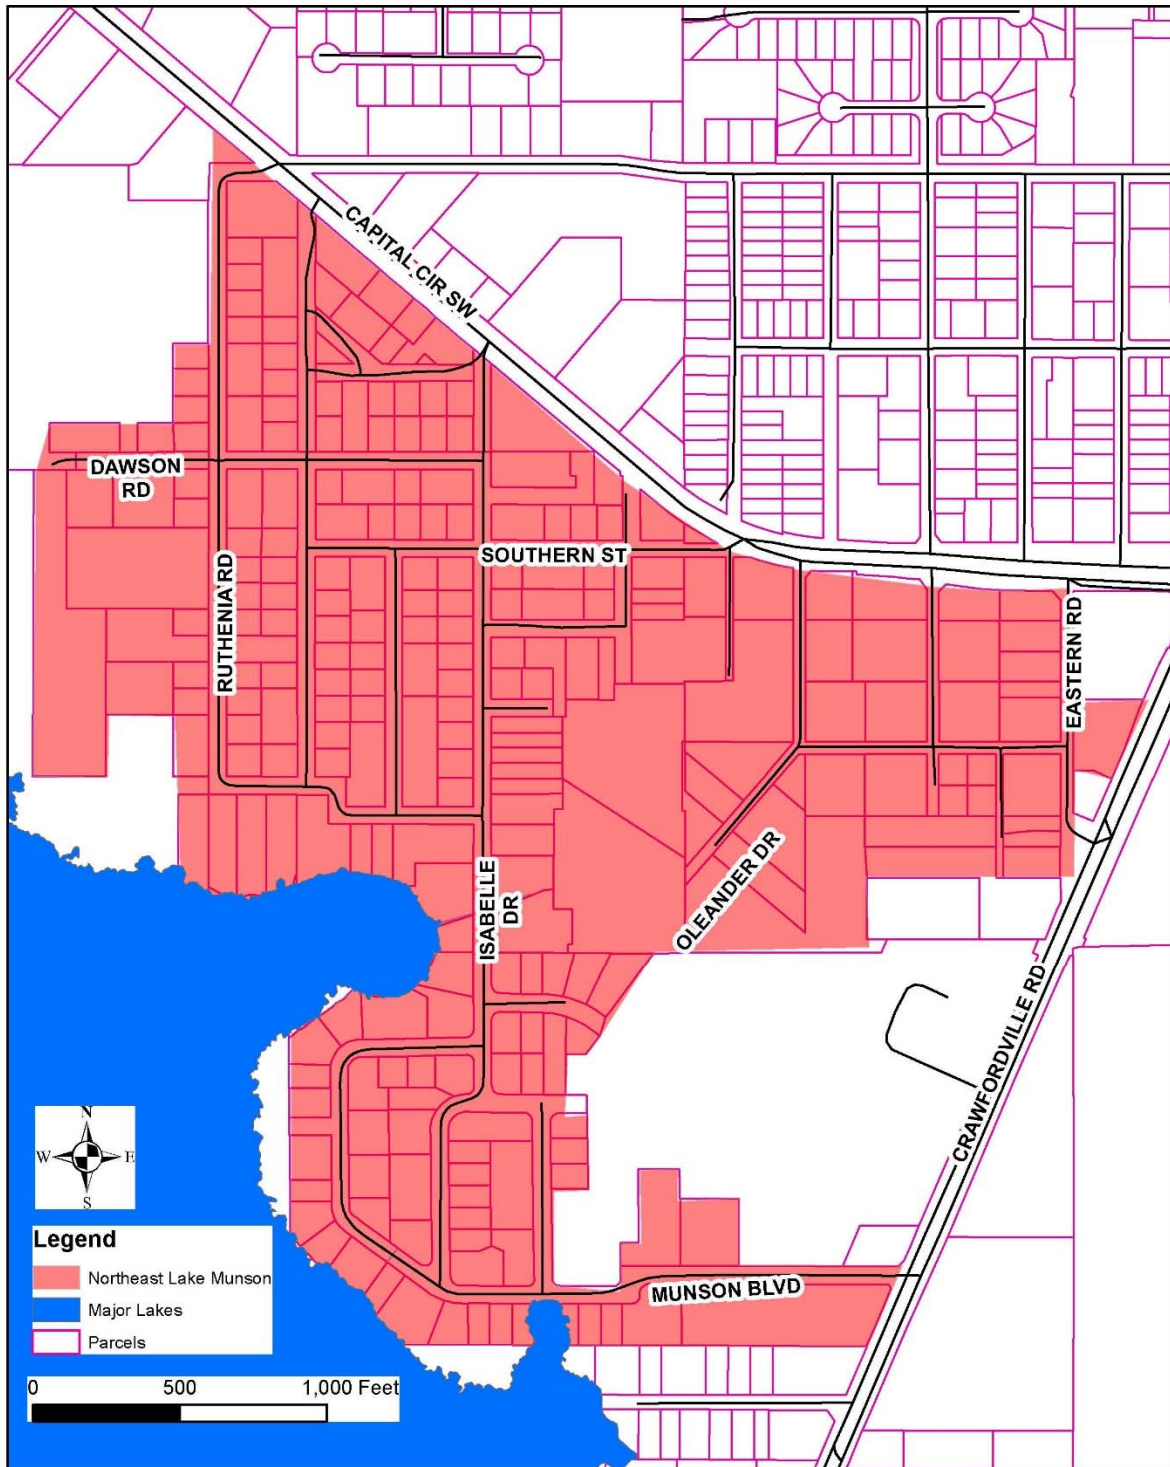 CAPITAL CIR SW
DAWSON
RD
SOUTHERN ST
RUTHENIA RD
EASTERN RD
ISABELLE
DR
OLEANDER DR
CRAWFORDVILLE RD
MUNSON BLVD
N
W E
S
Legend
Northeast Lake Munson
Major Lakes
Parcels
0 500 1,000 Feet